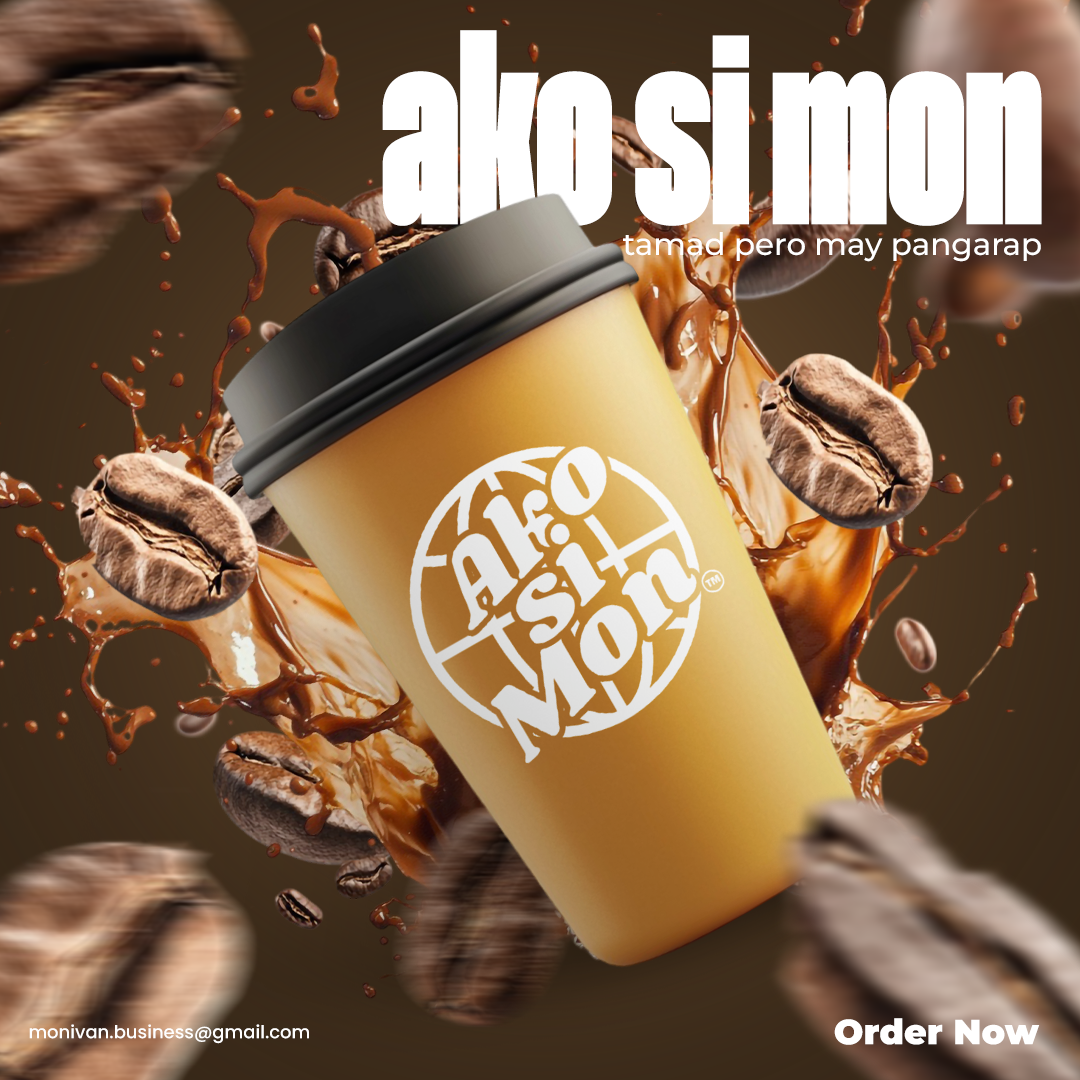 ako si mon
tamad pero may pangarap
Ako
si
Mon
TM
monivan.business@gmail.com
Order Now